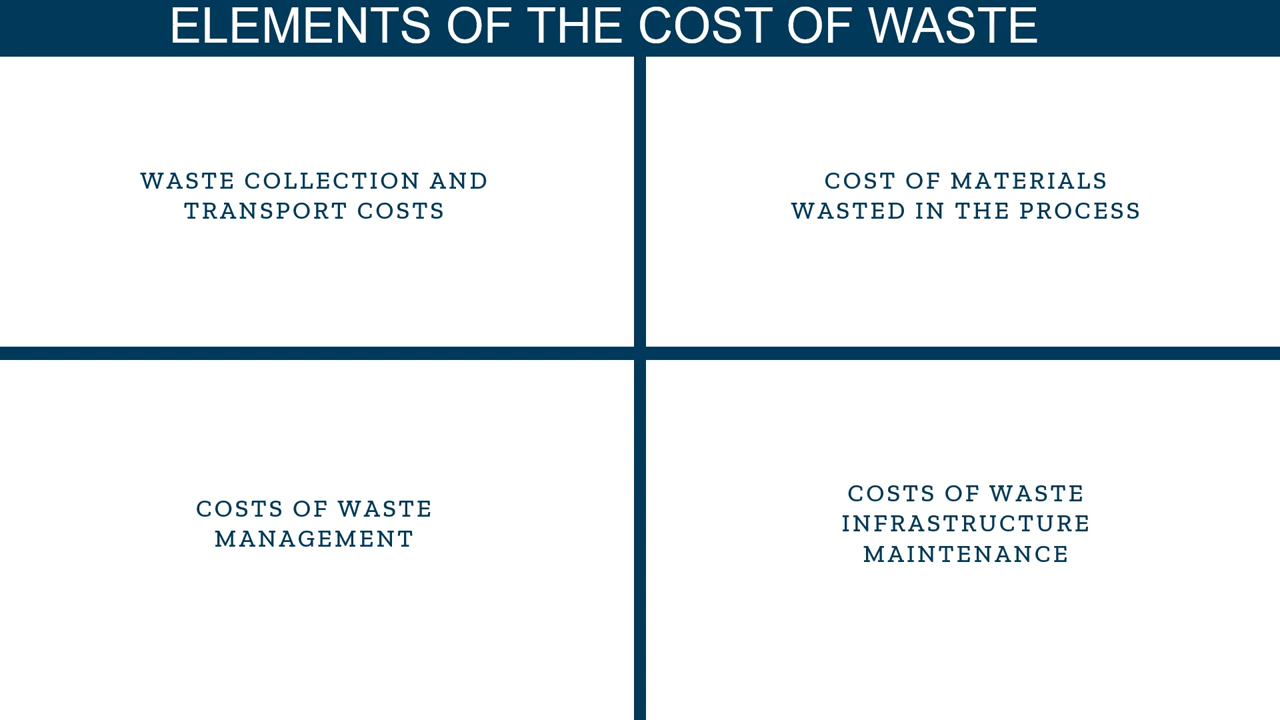 ELEMENTS OF THE COST OF WASTE
WASTE COLLECTION AND
TRANSPORT COSTS
COST OF MATERIALS
WASTED IN THE PROCESS
COSTS OF WASTE
MANAGEMENT
COSTS OF WASTE
INFRASTRUCTURE
MAINTENANCE